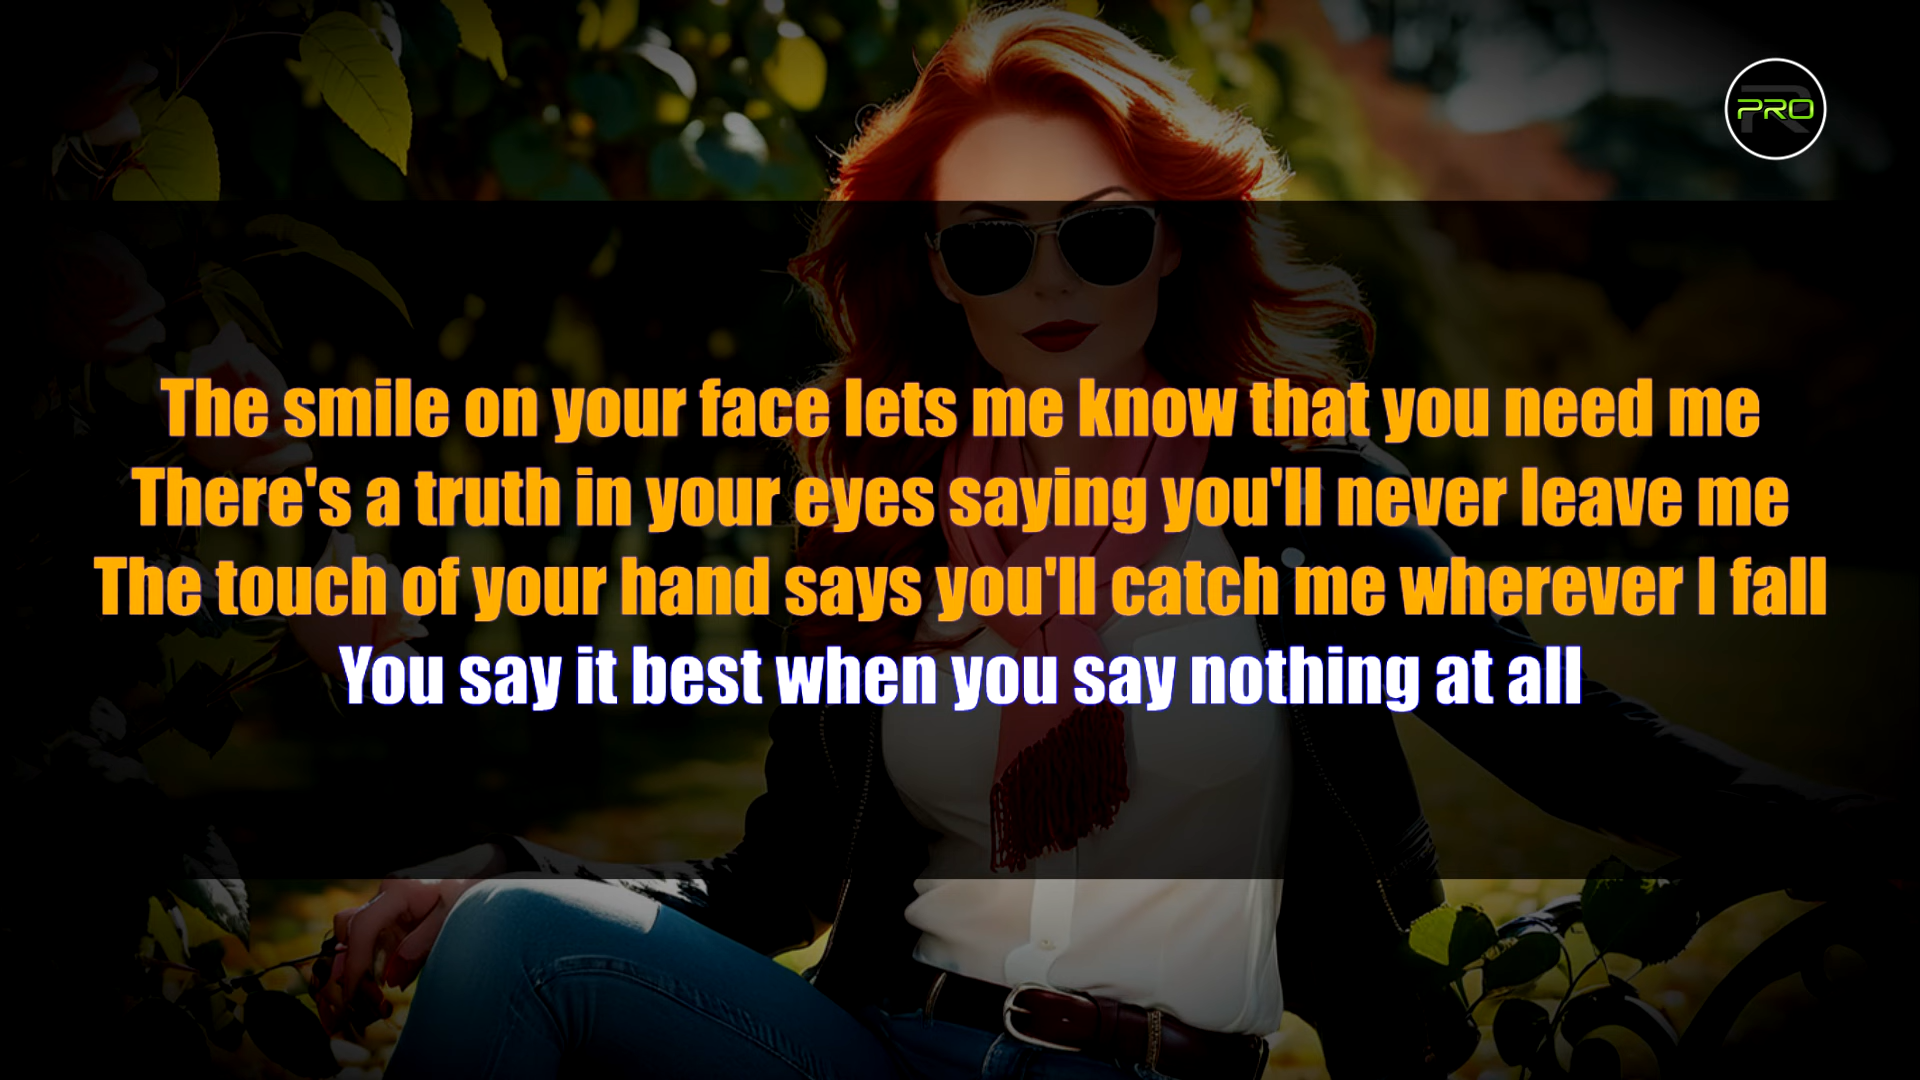 PRO
The smile on your face lets me know that you need me
There's a truth in your eyes saying you'll never leave me
The touch of your hand says you'll catch me wherever I fall
You say it best when you say nothing at all